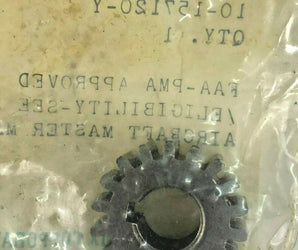 10-157120-Y
QTY. 1
FAA-PMA APPROVED
/ELIGIBILITY-SEE
AIRCRAFT MASTER